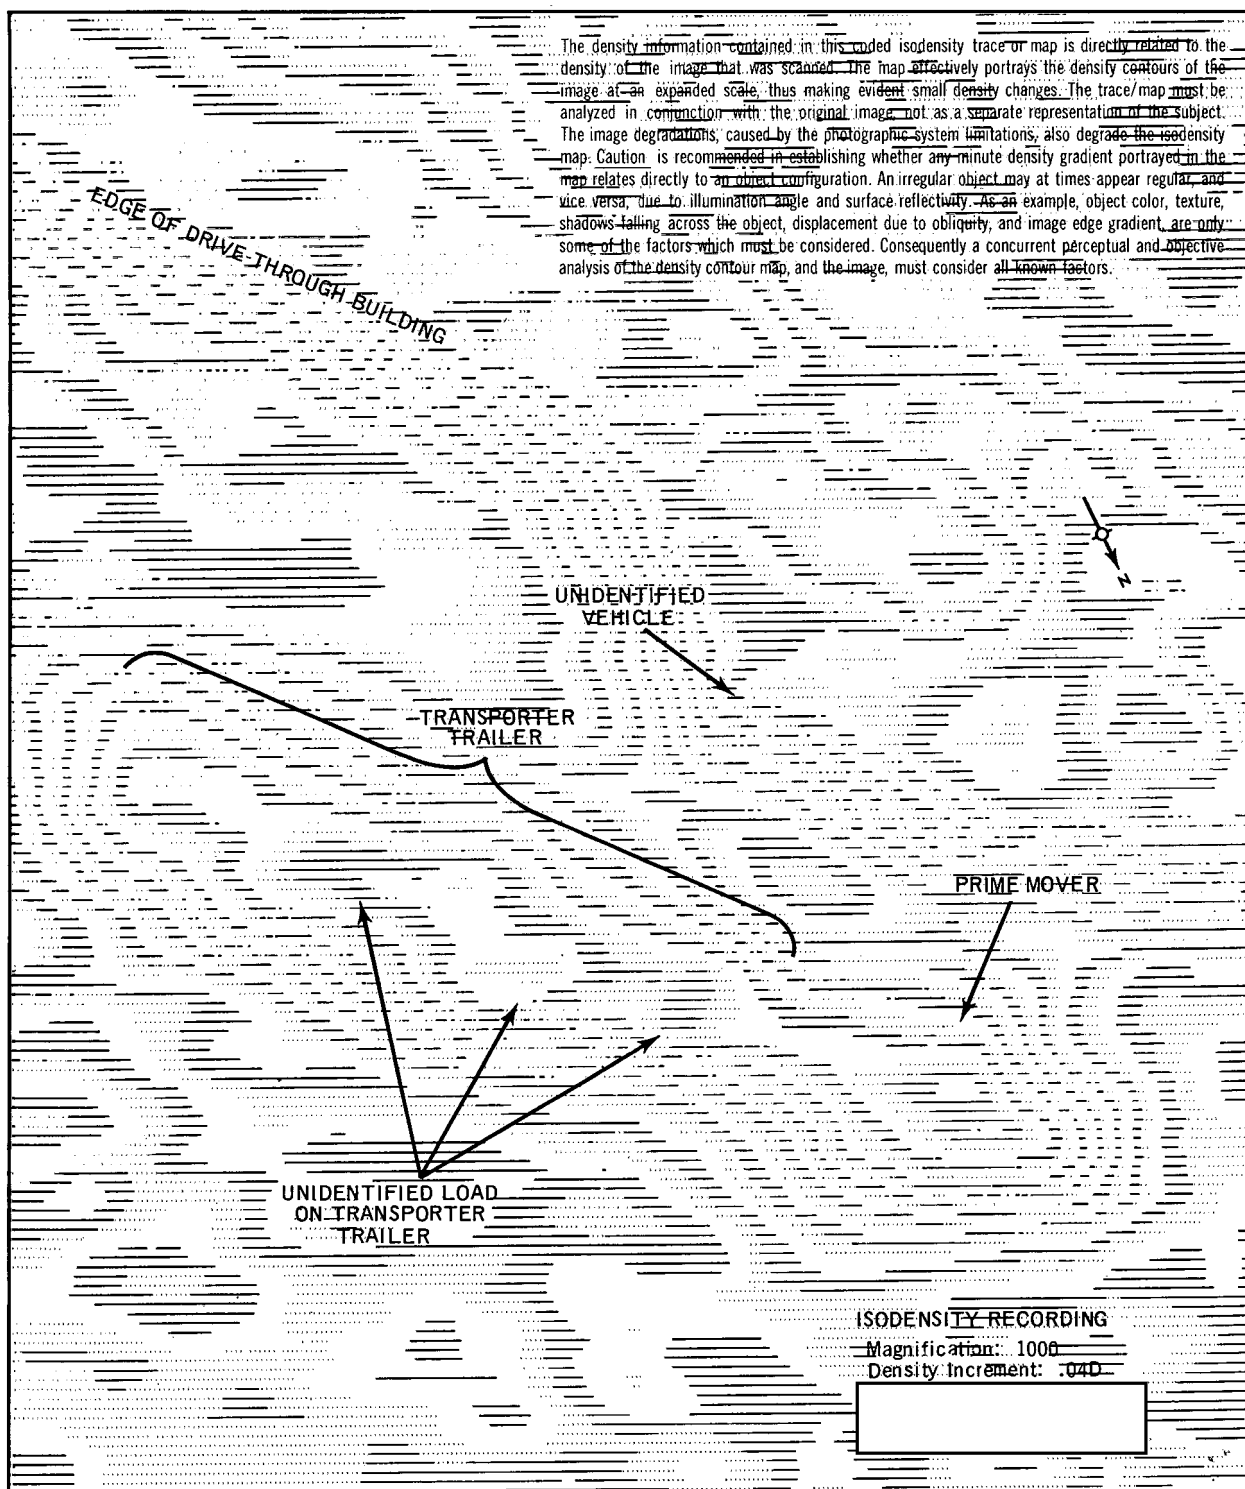 The density information contained in this coded isodensity trace or map is directly related to the
density of the image that was scanned. The map effectively portrays the density contours of the
image at an expanded scale, thus making evident small density changes. The trace/map must be
analyzed in conjunction with the original image, not as a separate representation of the subject.
The image degradations, caused by the photographic system limitations, also degrade the isodensity
map. Caution is recommended in establishing whether any minute density gradient portrayed in the
map relates directly to an object configuration. An irregular object may at times appear regular, and
vice versa, due to illumination angle and surface reflectivity. As an example, object color, texture,
shadows falling across the object, displacement due to obliquity, and image edge gradient, are only
some of the factors which must be considered. Consequently a concurrent perceptual and objective
analysis of the density contour map, and the image, must consider all known factors.
EDGE OF DRIVE-THROUGH BUILDING
N
UNIDENTIFIED
VEHICLE
TRANSPORTER
TRAILER
PRIME MOVER
UNIDENTIFIED LOAD
ON TRANSPORTER
TRAILER
ISODENSITY RECORDING
Magnification: 1000
Density Increment: .04D